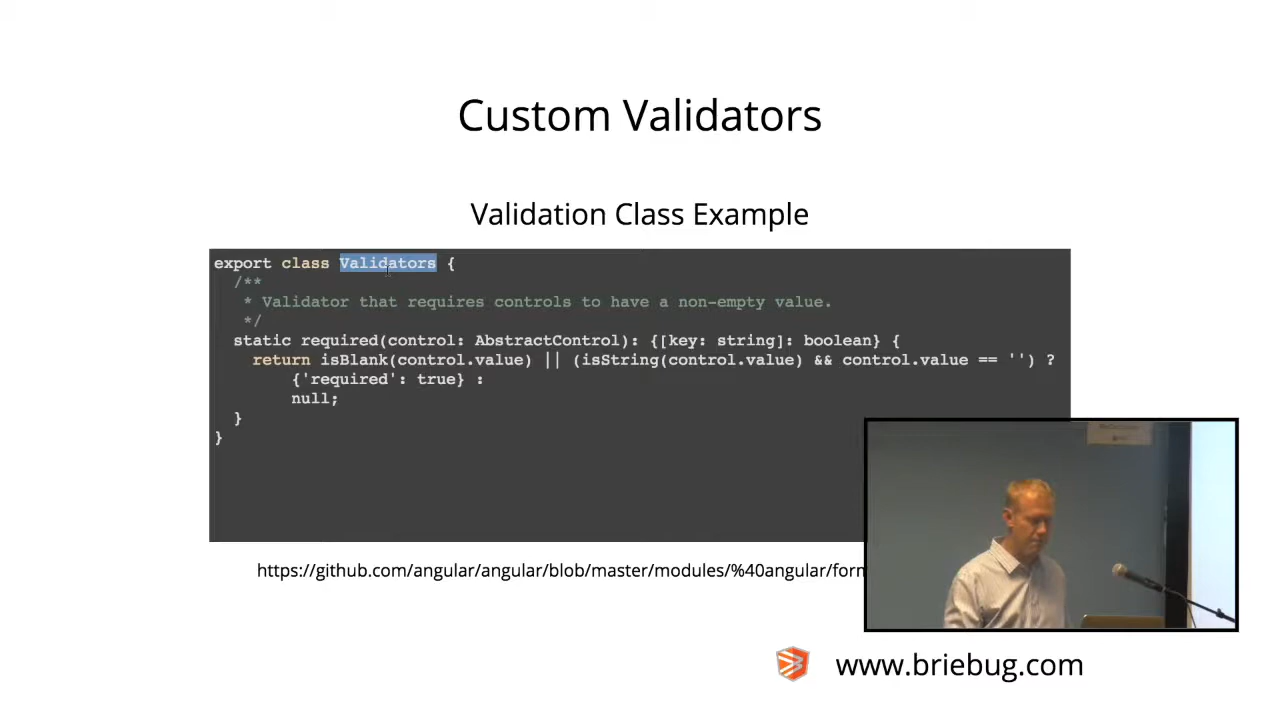 Custom Validators
Validation Class Example
export class Validators {
/**
* Validator that requires controls to have a non-empty value.
*/
static required(control: AbstractControl): {[key: string]: boolean} {
return isBlank(control.value) || (isString(control.value) && control.value == '') ?
{'required': true} :
null;
}
}
https://github.com/angular/angular/blob/master/modules/%40angular/forn
www.briebug.com